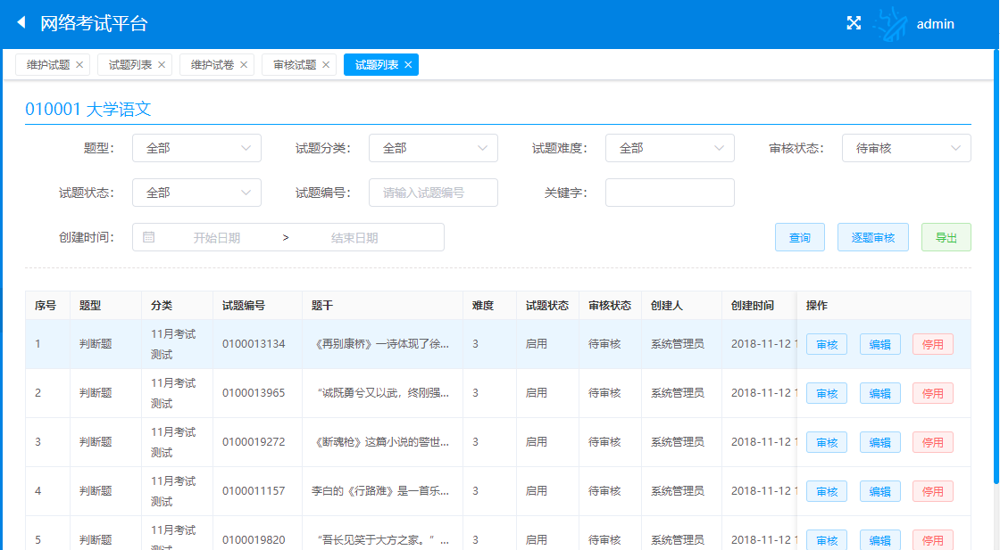 网络考试平台 admin
维护试题 试题列表 维护试卷 审核试题 试题列表
010001 大学语文
题型: 全部 试题分类: 全部 试题难度: 全部 审核状态: 待审核
试题状态: 全部 试题编号: 请输入试题编号 关键字:
创建时间: 开始日期 > 结束日期 查询 逐题审核 导出
序号 题型 分类 试题编号 题干 难度 试题状态 审核状态 创建人 创建时间 操作
1 判断题 11月考试测试 0100013134 《再别康桥》一诗体现了徐... 3 启用 待审核 系统管理员 2018-11-12 1 审核 编辑 停用
2 判断题 11月考试测试 0100013965 “诚既勇兮又以武，终刚强... 3 启用 待审核 系统管理员 2018-11-12 1 审核 编辑 停用
3 判断题 11月考试测试 0100019272 《断魂枪》这篇小说的警世... 3 启用 待审核 系统管理员 2018-11-12 1 审核 编辑 停用
4 判断题 11月考试测试 0100011157 李白的《行路难》是一首乐... 3 启用 待审核 系统管理员 2018-11-12 1 审核 编辑 停用
5 判断题 11月考试测试 0100019820 “吾长见笑于大方之家。”... 3 启用 待审核 系统管理员 2018-11-12 1 审核 编辑 停用